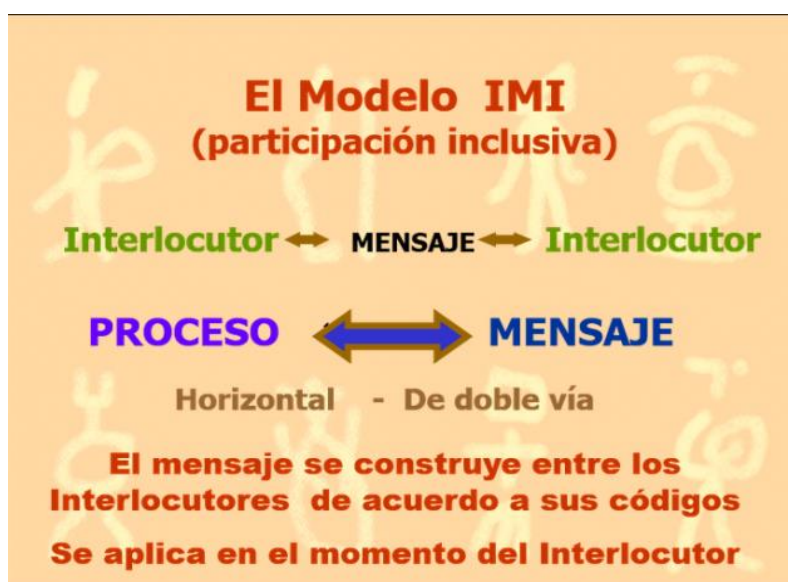 El Modelo IMI
(participación inclusiva)
Interlocutor MENSAJE Interlocutor
PROCESO MENSAJE
Horizontal - De doble vía
El mensaje se construye entre los
Interlocutores de acuerdo a sus códigos
Se aplica en el momento del Interlocutor